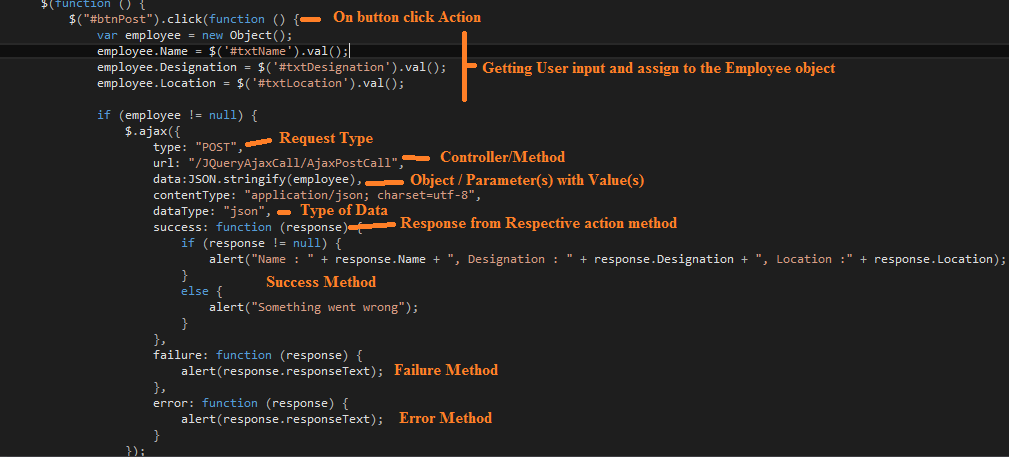 $(function () {
$("#btnPost").click(function () { On button click Action
var employee = new Object();
employee.Name = $('#txtName').val();
employee.Designation = $('#txtDesignation').val(); Getting User input and assign to the Employee object
employee.Location = $('#txtLocation').val();
if (employee != null) {
$.ajax({
type: "POST", Request Type
url: "/JQueryAjaxCall/AjaxPostCall", Controller/Method
data:JSON.stringify(employee), Object / Parameter(s) with Value(s)
contentType: "application/json; charset=utf-8",
dataType: "json", Type of Data
success: function (response) { Response from Respective action method
if (response != null) {
alert("Name : " + response.Name + ", Designation : " + response.Designation + ", Location :" + response.Location);
}
Success Method
else {
alert("Something went wrong");
}
},
failure: function (response) {
alert(response.responseText); Failure Method
},
error: function (response) {
alert(response.responseText); Error Method
}
});